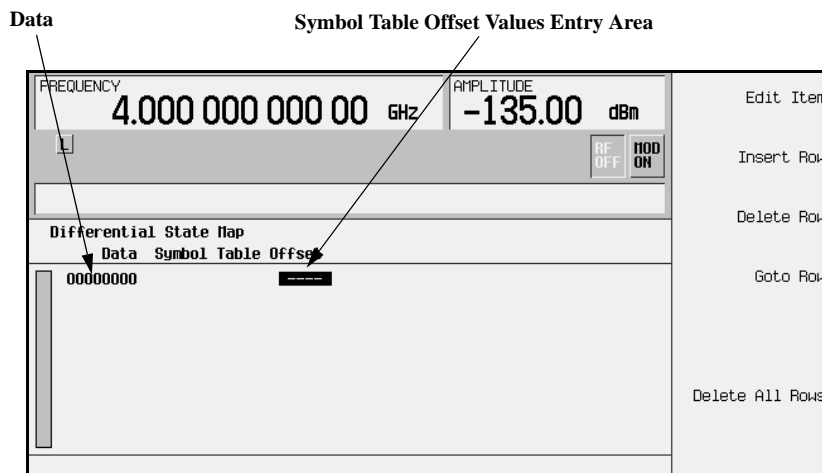 Data
Symbol Table Offset Values Entry Area
FREQUENCY
4.000 000 000 00 GHz
AMPLITUDE
-135.00 dBm
L
RF OFF
MOD ON
Differential State Map
Data Symbol Table Offset
00000000 ----
Edit Item
Insert Row
Delete Row
Goto Row
Delete All Rows